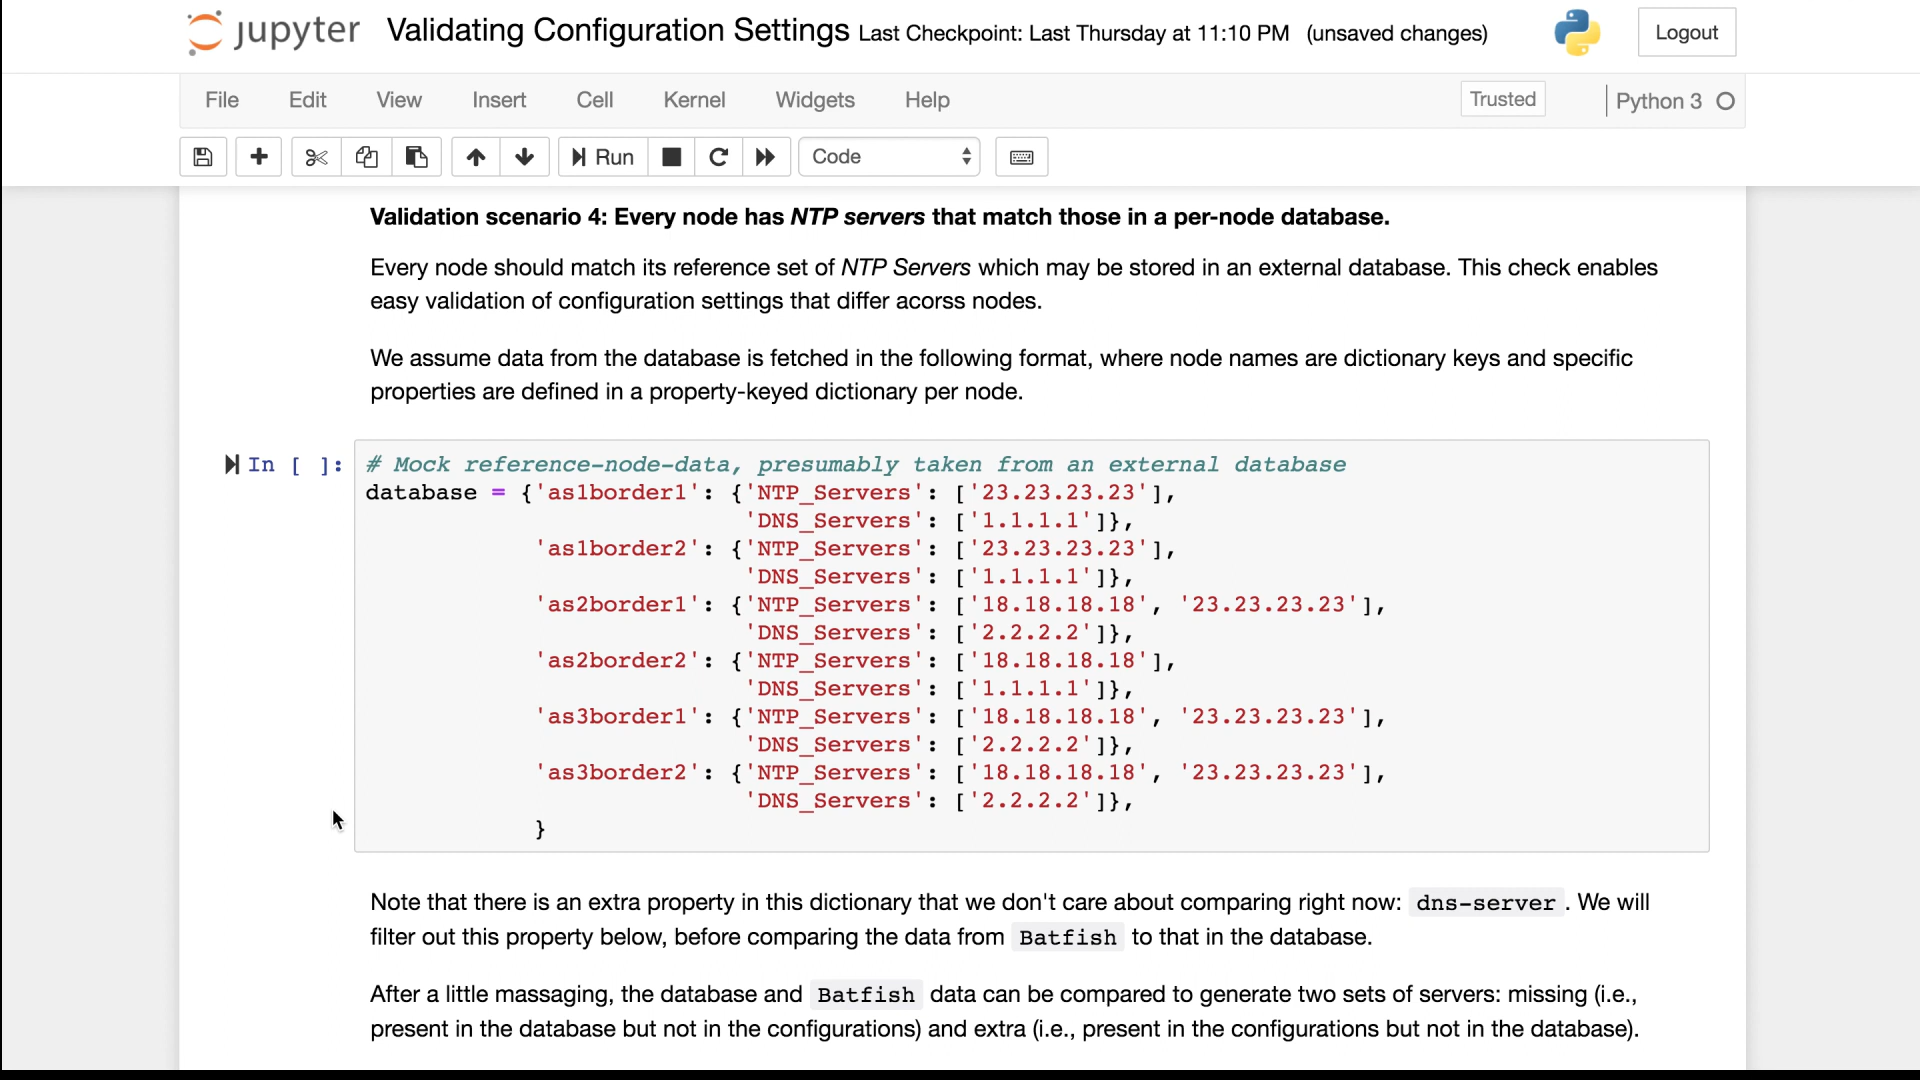 jupyter Validating Configuration Settings Last Checkpoint: Last Thursday at 11:10 PM (unsaved changes) Logout
File Edit View Insert Cell Kernel Widgets Help Trusted Python 3
Run Code
Validation scenario 4: Every node has NTP servers that match those in a per-node database.
Every node should match its reference set of NTP Servers which may be stored in an external database. This check enables
easy validation of configuration settings that differ acorss nodes.
We assume data from the database is fetched in the following format, where node names are dictionary keys and specific
properties are defined in a property-keyed dictionary per node.
In [ ]: # Mock reference-node-data, presumably taken from an external database
database = {'as1border1': {'NTP_Servers': ['23.23.23.23'],
'DNS_Servers': ['1.1.1.1']},
'as1border2': {'NTP_Servers': ['23.23.23.23'],
'DNS_Servers': ['1.1.1.1']},
'as2border1': {'NTP_Servers': ['18.18.18.18', '23.23.23.23'],
'DNS_Servers': ['2.2.2.2']},
'as2border2': {'NTP_Servers': ['18.18.18.18'],
'DNS_Servers': ['1.1.1.1']},
'as3border1': {'NTP_Servers': ['18.18.18.18', '23.23.23.23'],
'DNS_Servers': ['2.2.2.2']},
'as3border2': {'NTP_Servers': ['18.18.18.18', '23.23.23.23'],
'DNS_Servers': ['2.2.2.2']},
}
Note that there is an extra property in this dictionary that we don't care about comparing right now: dns-server . We will
filter out this property below, before comparing the data from Batfish to that in the database.
After a little massaging, the database and Batfish data can be compared to generate two sets of servers: missing (i.e.,
present in the database but not in the configurations) and extra (i.e., present in the configurations but not in the database).